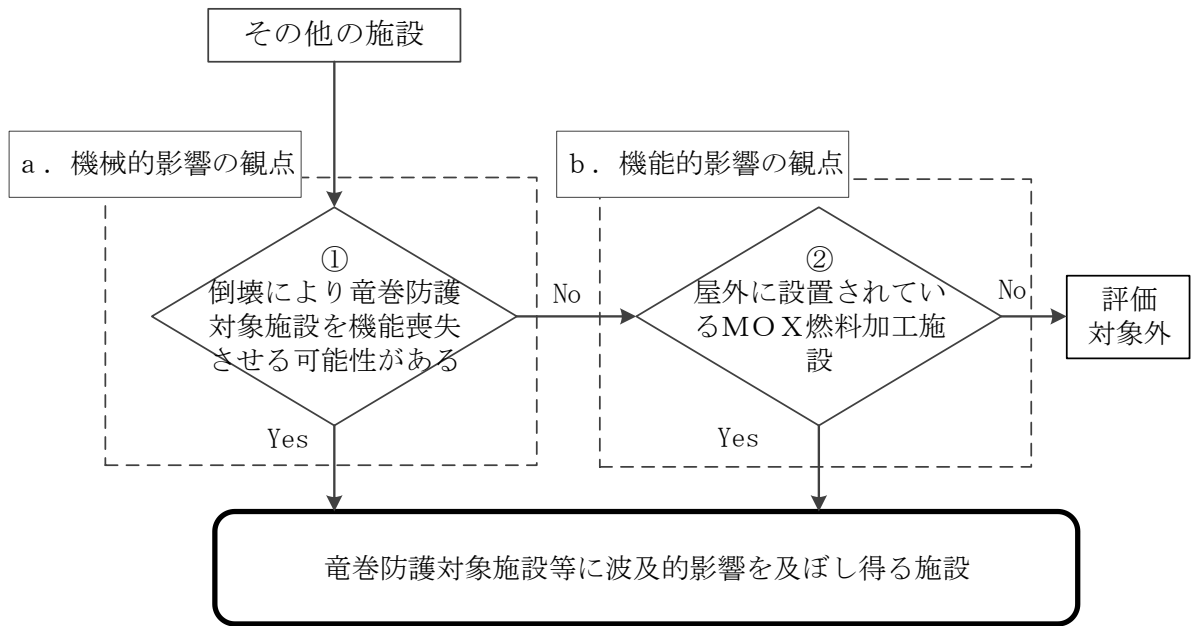 その他の施設
a．機械的影響の観点
b．機能的影響の観点
①
倒壊により竜巻防護
対象施設を機能喪失
させる可能性がある
No
②
屋外に設置されてい
るMOX燃料加工施
設
No
評価
対象外
Yes
Yes
竜巻防護対象施設等に波及的影響を及ぼし得る施設